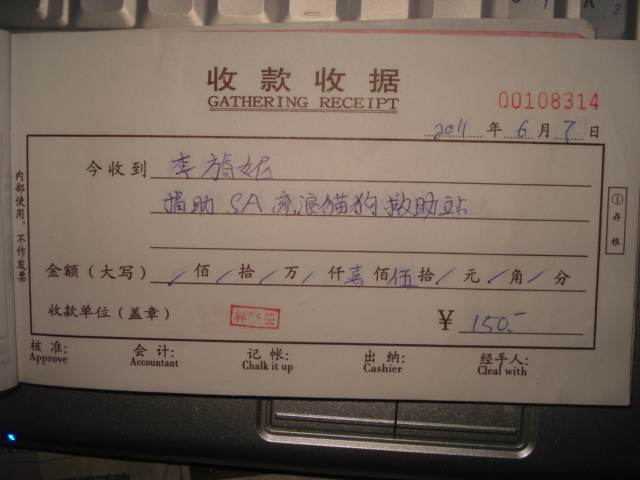 收款收据
GATHERING RECEIPT
00108314
2011 年 6 月 7 日
今收到 李旖妮
捐助 SA 流浪猫狗救助站
金额（大写） / 佰 / 拾 / 万 / 仟 壹 佰 伍 拾 / 元 / 角 / 分
收款单位（盖章） ¥ 150.-
内部使用，不作发票
①存根
核准: 会计: 记帐: 出纳: 经手人:
Approve Accountant Chalk it up Cashier Cleal with